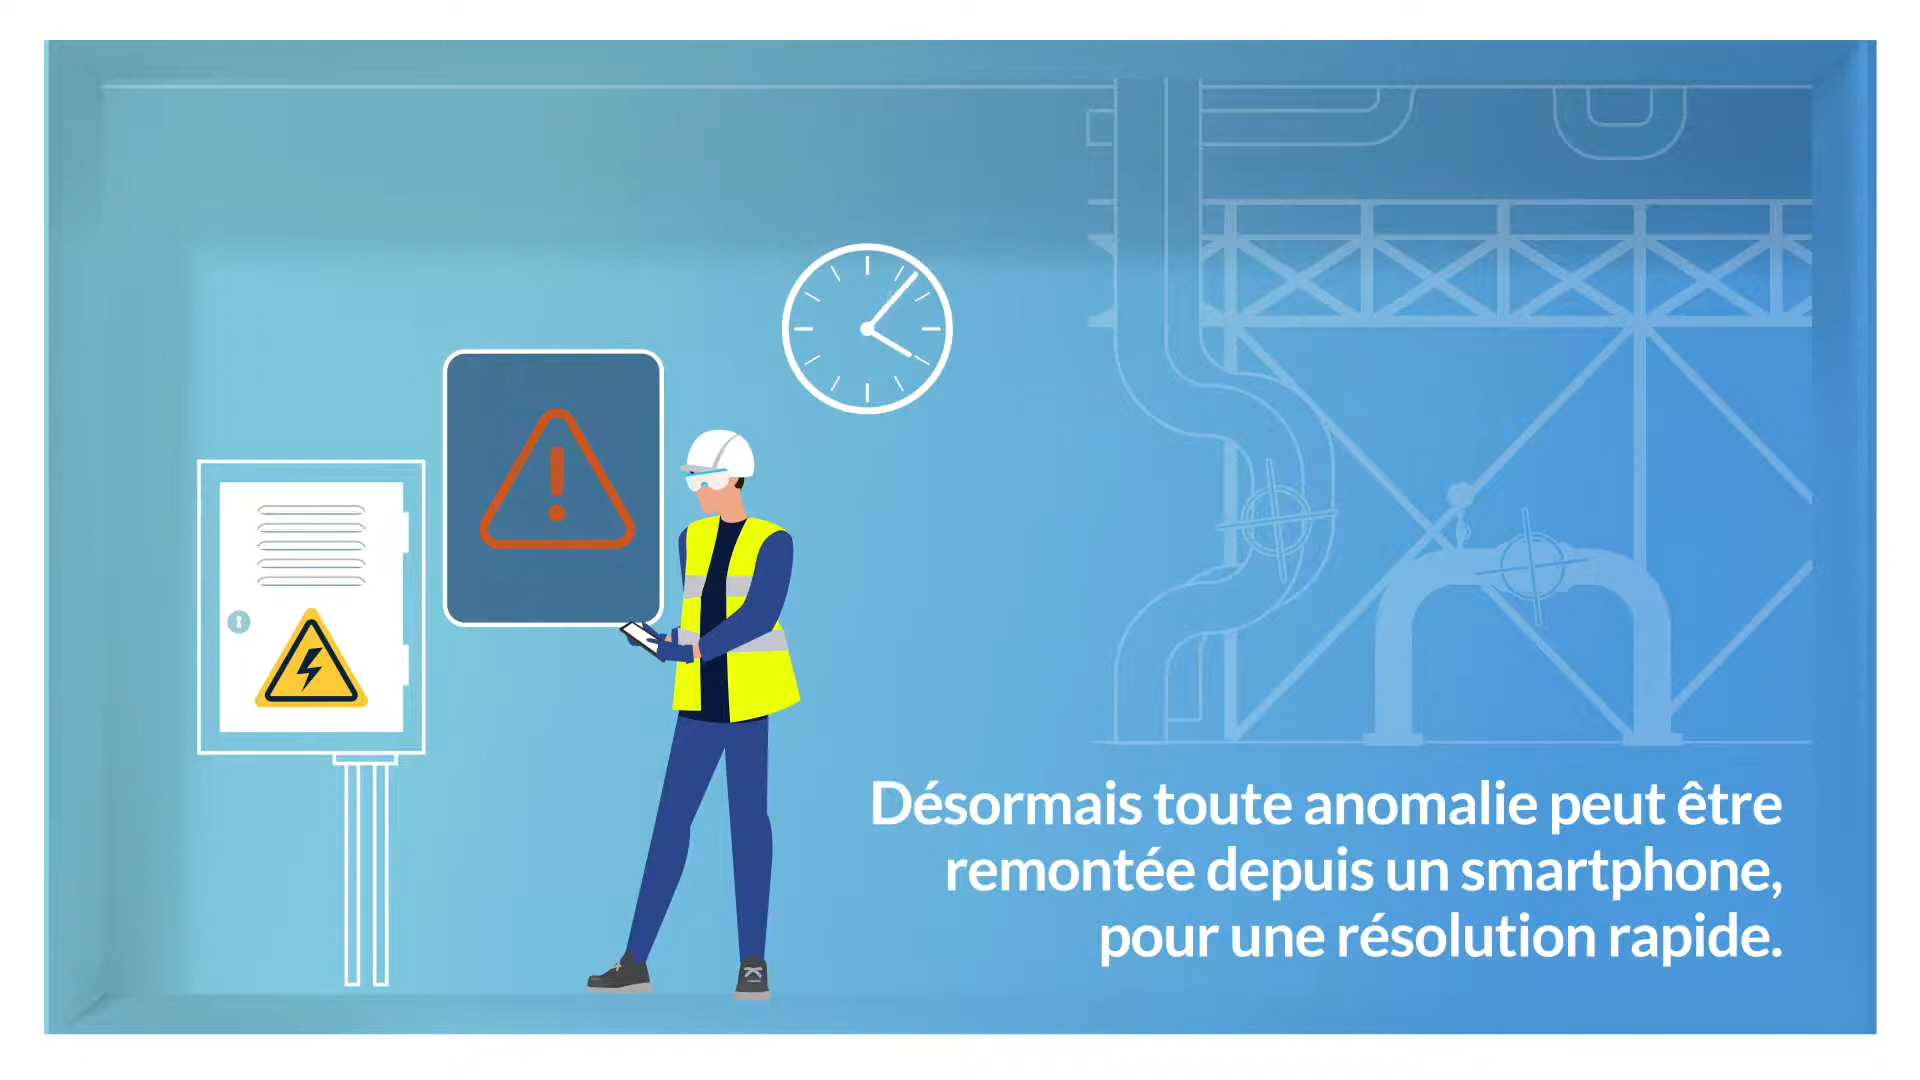 Désormais toute anomalie peut être
remontée depuis un smartphone,
pour une résolution rapide.